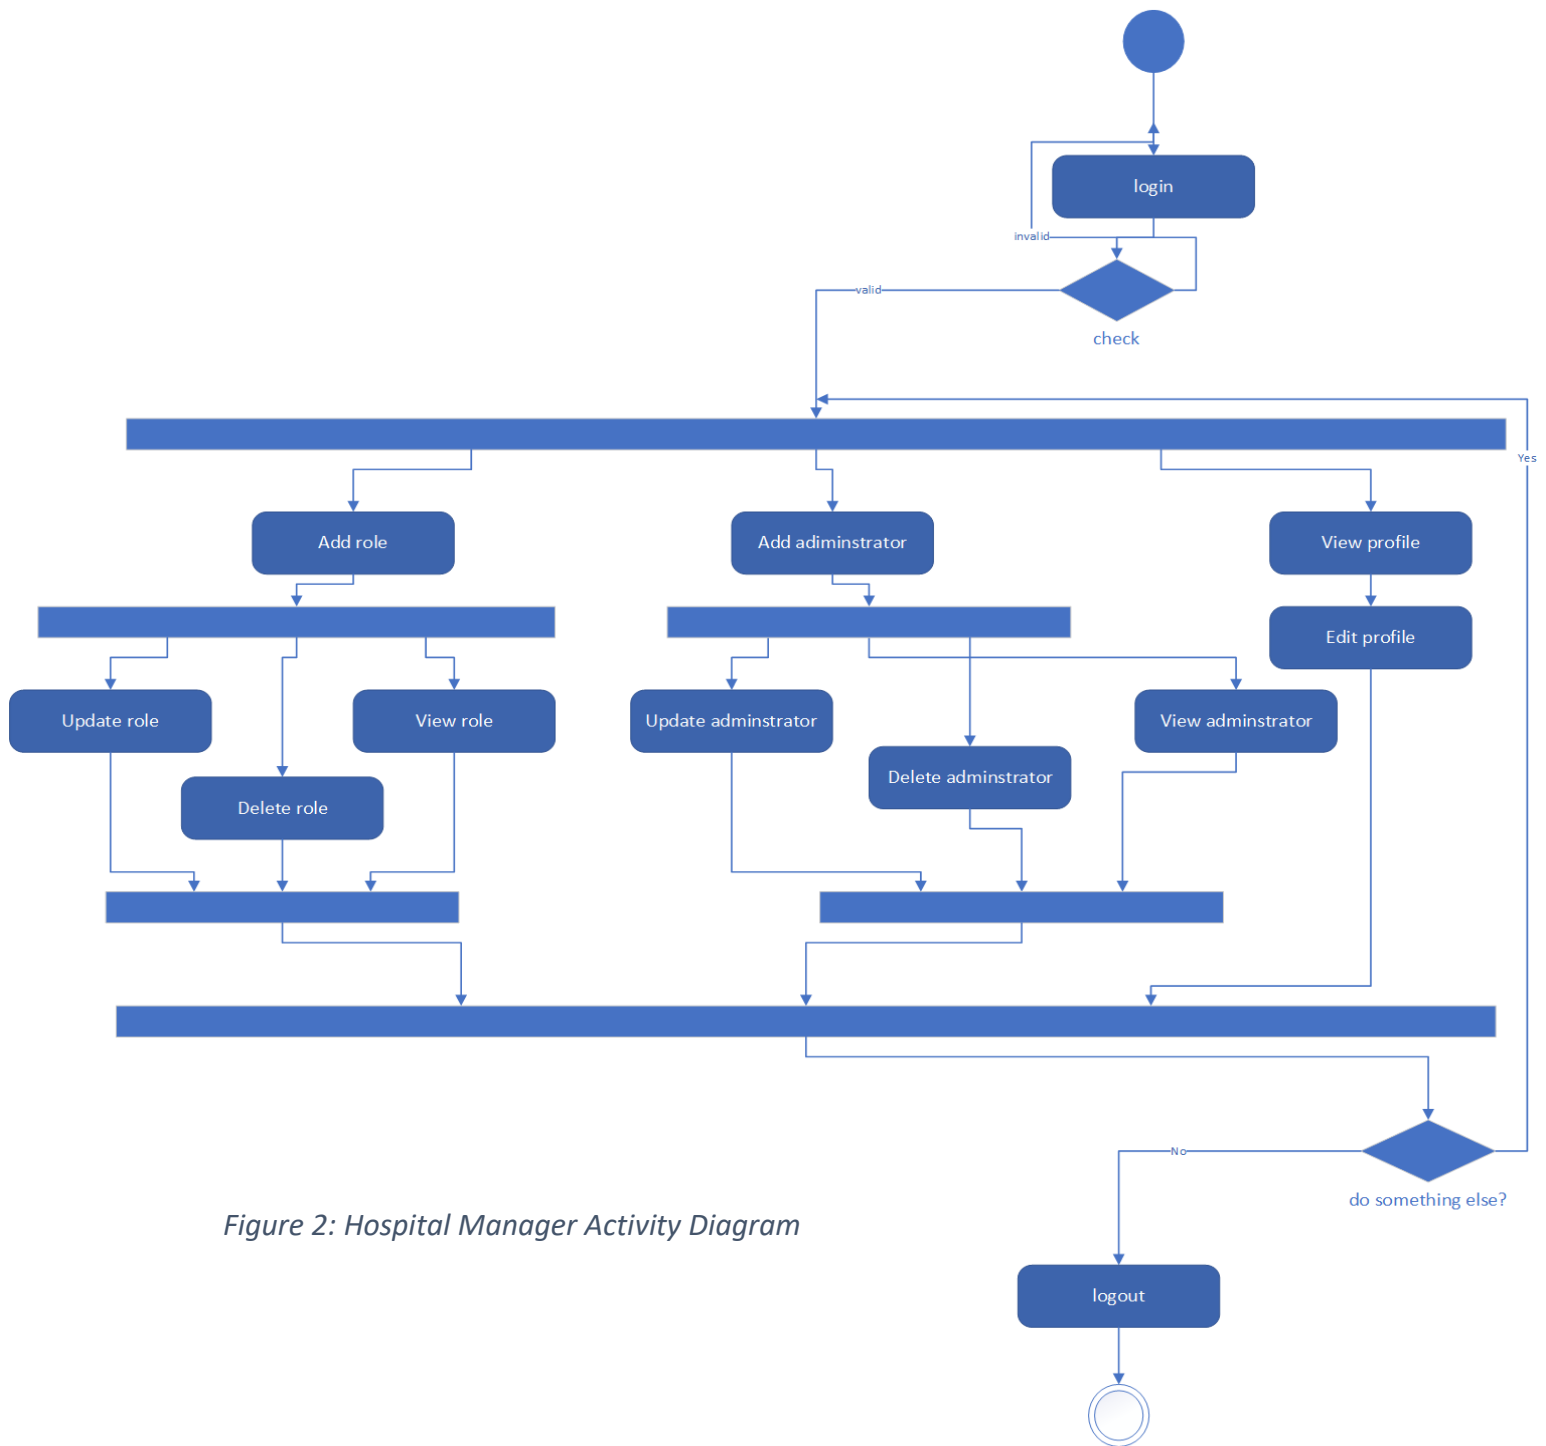 login
invalid
valid
check
Yes
Add role
Add adiminstrator
View profile
Edit profile
Update role
View role
Update adminstrator
View adminstrator
Delete adminstrator
Delete role
No
do something else?
Figure 2: Hospital Manager Activity Diagram
logout